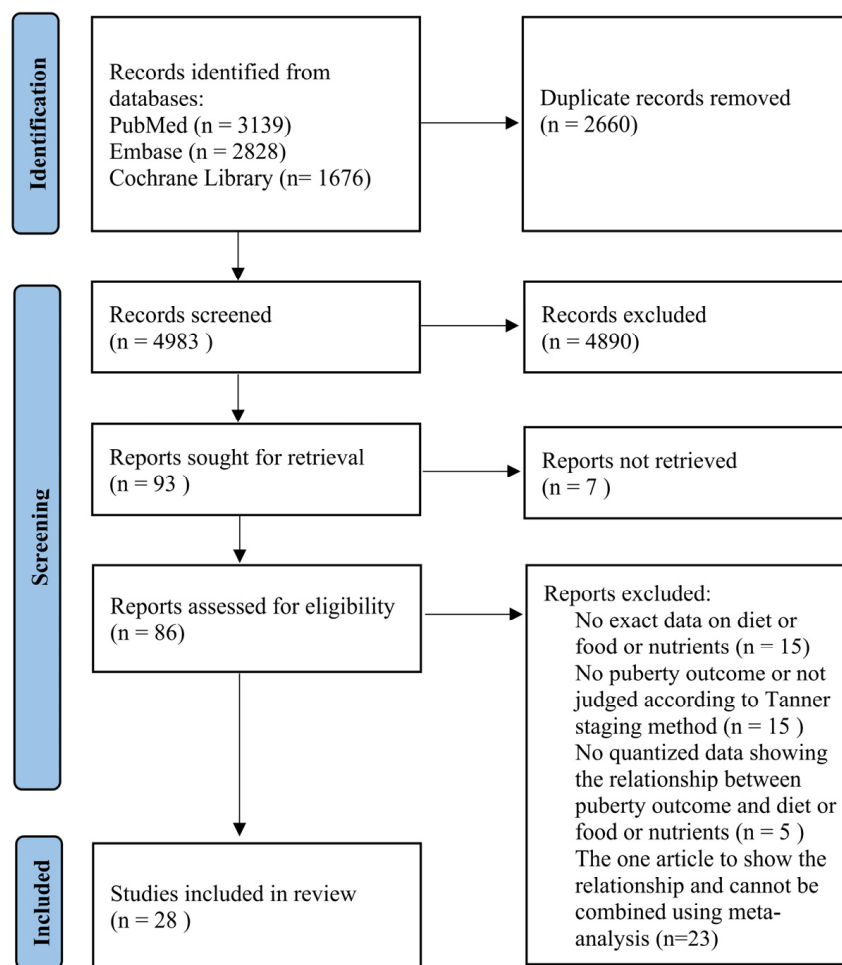 Identification
Records identified from
databases:
PubMed (n = 3139)
Embase (n = 2828)
Cochrane Library (n= 1676)
Duplicate records removed
(n = 2660)
Screening
Records screened
(n = 4983 )
Records excluded
(n = 4890)
Reports sought for retrieval
(n = 93 )
Reports not retrieved
(n = 7 )
Reports assessed for eligibility
(n = 86)
Reports excluded:
No exact data on diet or
food or nutrients (n = 15)
No puberty outcome or not
judged according to Tanner
staging method (n = 15 )
No quantized data showing
the relationship between
puberty outcome and diet or
food or nutrients (n = 5 )
The one article to show the
relationship and cannot be
combined using meta-
analysis (n=23)
Included
Studies included in review
(n = 28 )